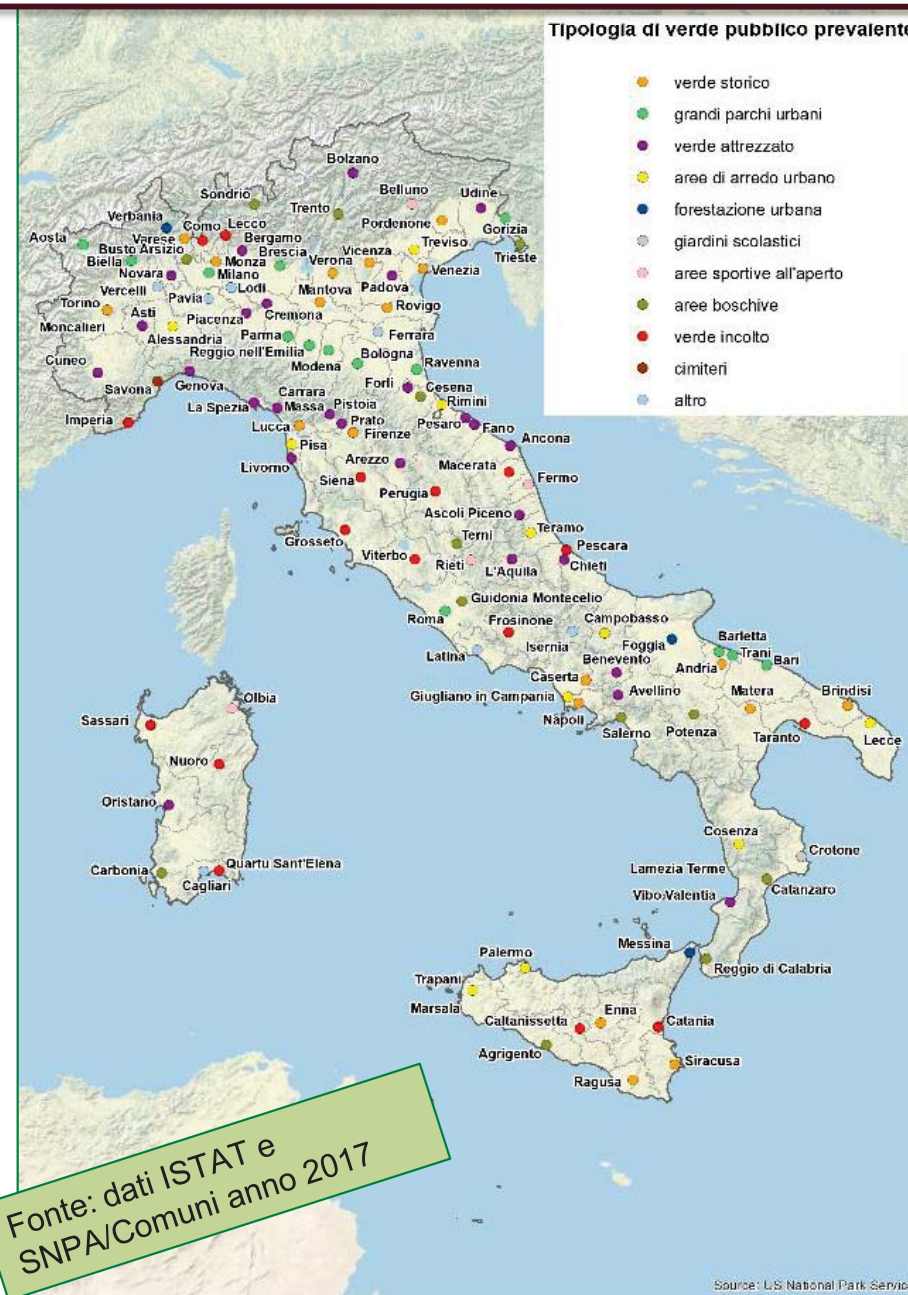 Tipologia di verde pubblico prevalente
verde storico
grandi parchi urbani
verde attrezzato
aree di arredo urbano
forestazione urbana
giardini scolastici
aree sportive all'aperto
aree boschive
verde incolto
cimiteri
altro
Bolzano
Sondrio
Belluno
Udine
Trento
Pordenone
Verbania
Como
Lecco
Gorizia
Aosta
Varese
Bergamo
Vicenza
Treviso
Busto Arsizio
Brescia
Verona
Trieste
Biella
Monza
Venezia
Novara
Milano
Mantova
Padova
Vercelli
Pavia
Lodi
Torino
Rovigo
Asti
Piacenza
Cremona
Moncalieri
Alessandria
Parma
Ferrara
Reggio nell'Emilia
Bologna
Cuneo
Modena
Ravenna
Savona
Genova
Forlì
Cesena
Carrara
La Spezia
Massa
Pistoia
Rimini
Imperia
Prato
Pesaro
Fano
Lucca
Firenze
Pisa
Ancona
Livorno
Arezzo
Macerata
Siena
Fermo
Perugia
Ascoli Piceno
Teramo
Grosseto
Terni
Pescara
Viterbo
Rieti
L'Aquila
Chieti
Guidonia Montecelio
Roma
Frosinone
Campobasso
Barletta
Isernia
Foggia
Trani
Latina
Benevento
Andria
Bari
Caserta
Giugliano in Campania
Avellino
Matera
Brindisi
Olbia
Sassari
Napoli
Salerno
Potenza
Taranto
Lecce
Nuoro
Oristano
Cosenza
Crotone
Carbonia
Quartu Sant'Elena
Cagliari
Lamezia Terme
Catanzaro
Vibo Valentia
Messina
Palermo
Reggio di Calabria
Trapani
Marsala
Enna
Caltanissetta
Catania
Agrigento
Siracusa
Ragusa
Fonte: dati ISTAT e
SNPA/Comuni anno 2017
Source: US National Park Servic